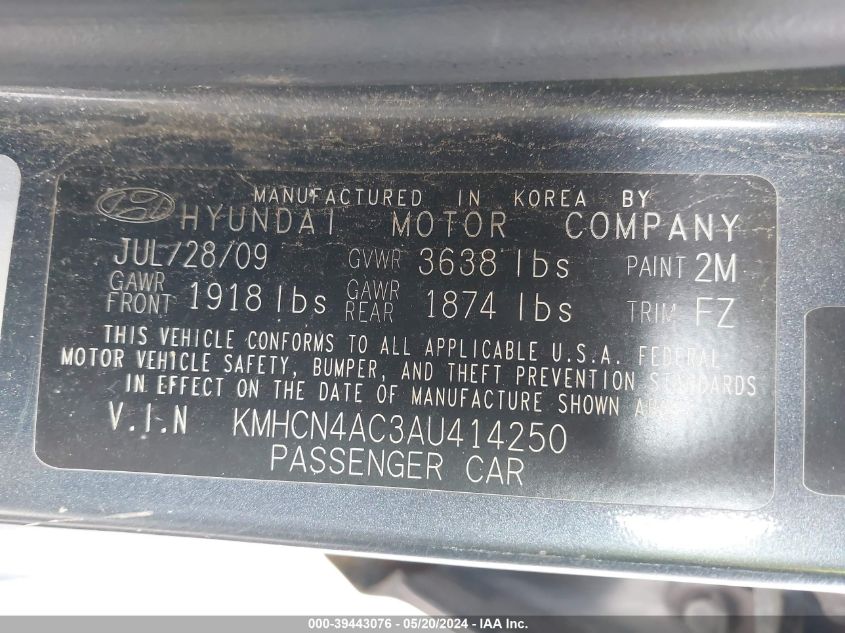 MANUFACTURED IN KOREA BY
HYUNDAI MOTOR COMPANY
JUL/28/09 GVWR 3638 lbs PAINT 2M
GAWR FRONT 1918 lbs GAWR REAR 1874 lbs TRIM FZ
THIS VEHICLE CONFORMS TO ALL APPLICABLE U.S.A. FEDERAL
MOTOR VEHICLE SAFETY, BUMPER, AND THEFT PREVENTION STANDARDS
IN EFFECT ON THE DATE OF MANUFACTURE SHOWN ABOVE
V.I.N KMHCN4AC3AU414250
PASSENGER CAR
000-39443076 - 05/20/2024 - IAA Inc.